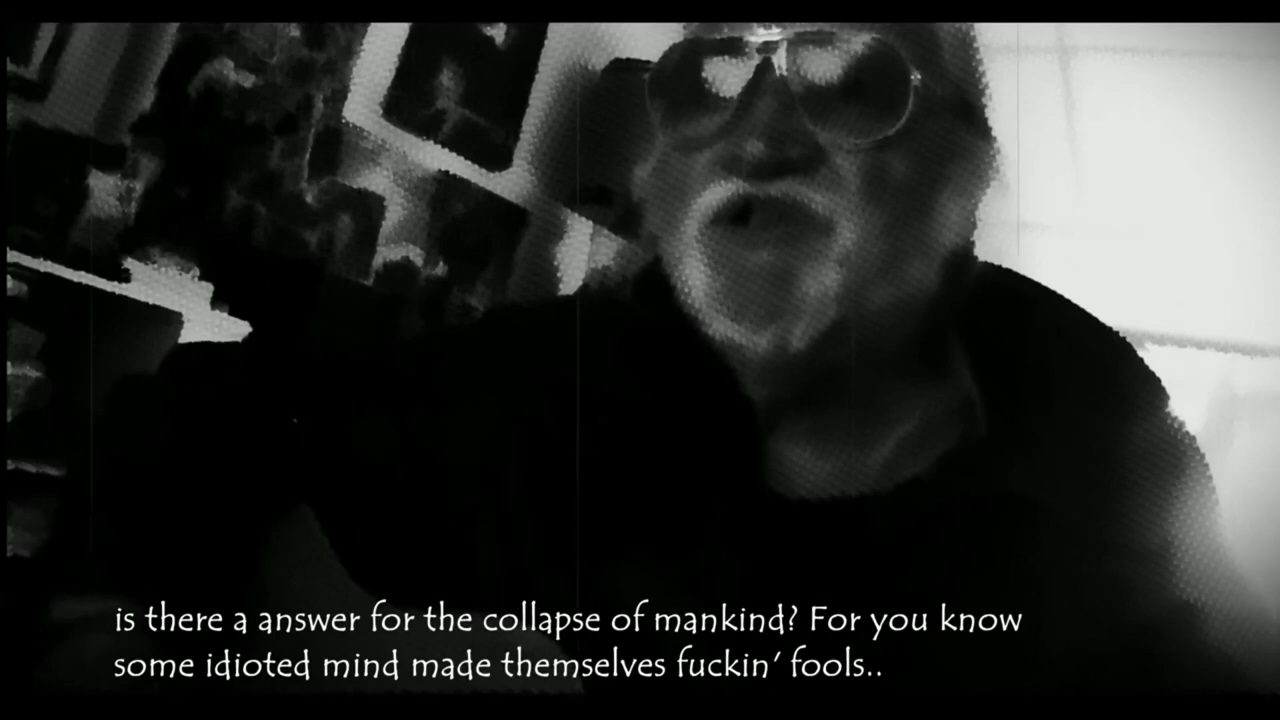 is there a answer for the collapse of mankind? For you know
some idioted mind made themselves fuckin' fools..